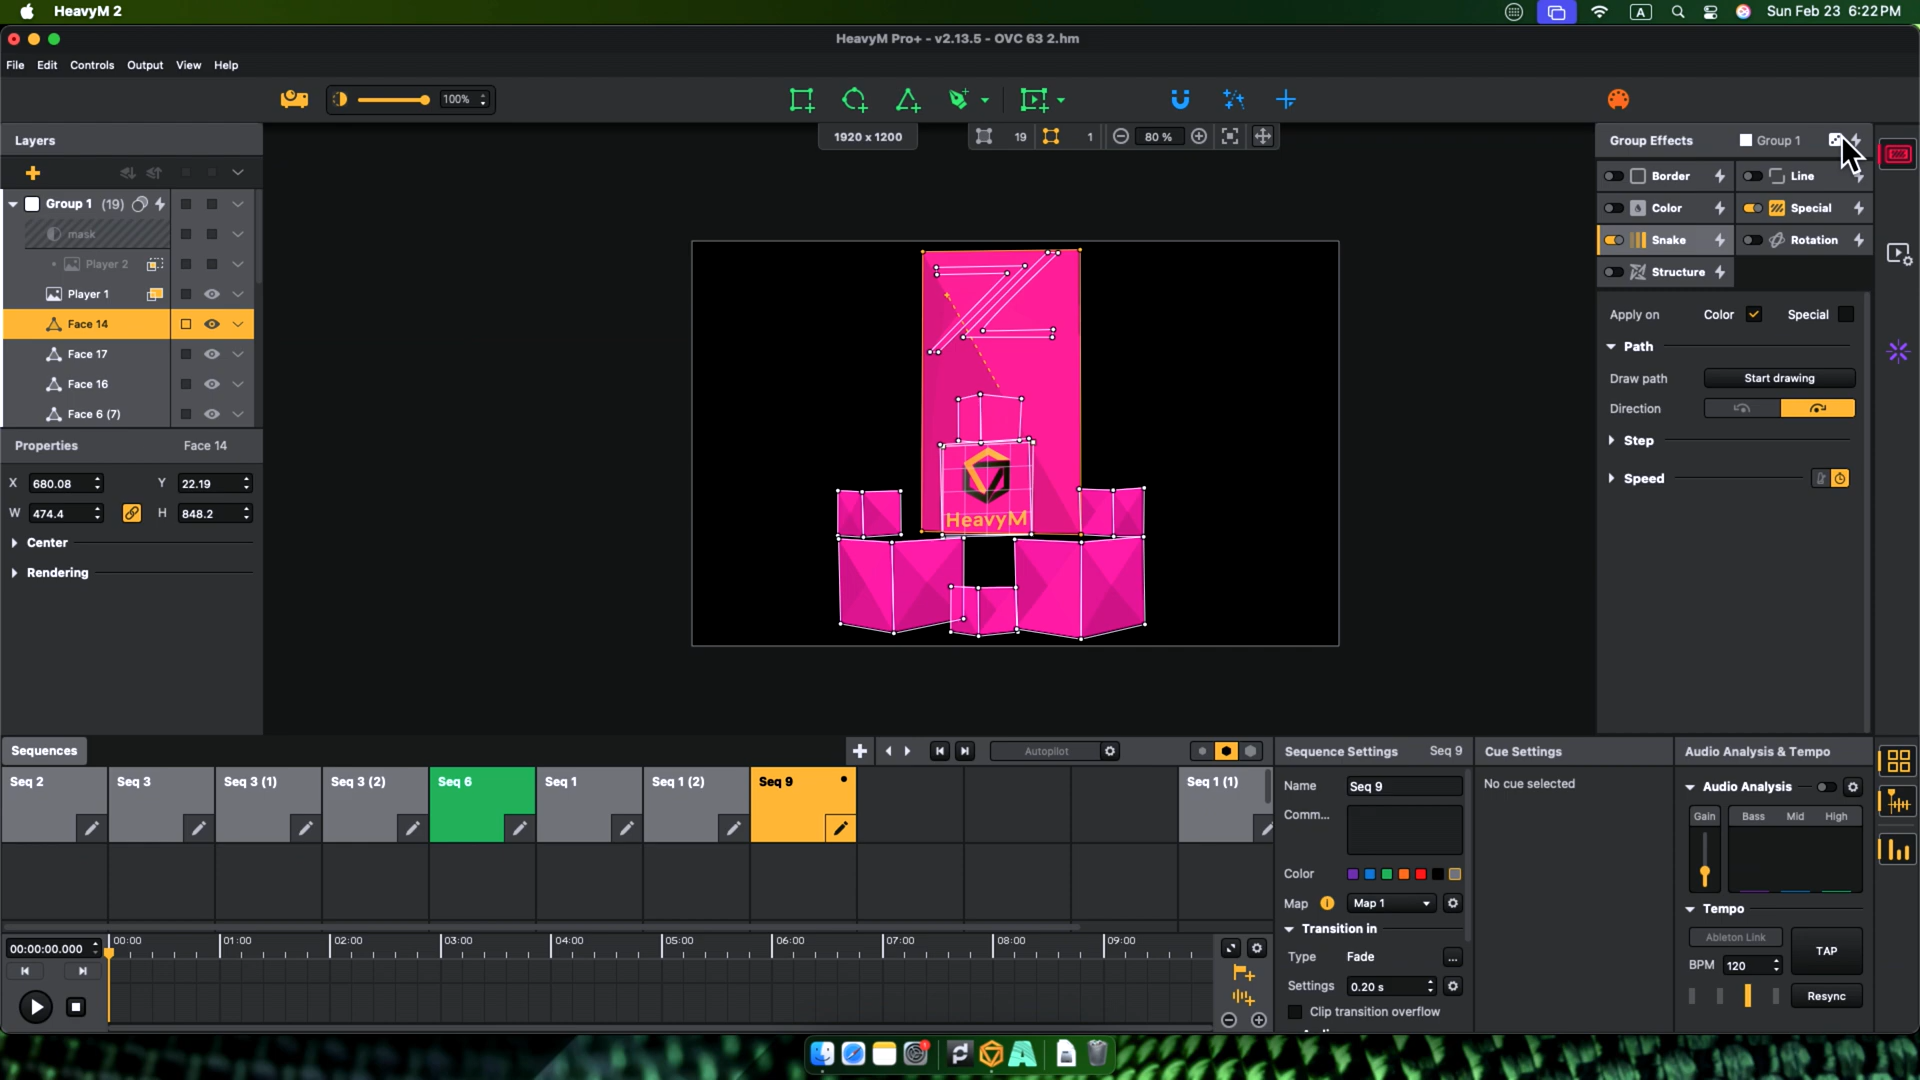 HeavyM 2
A
Sun Feb 23 6:22 PM
HeavyM Pro+ - v2.13.5 - OVC 63 2.hm
File Edit Controls Output View Help
100%
Layers
1920 x 1200
19
1
80 %
Group Effects
Group 1
Border
Line
Color
Special
Snake
Rotation
Structure
Group 1 (19)
mask
Player 2
Player 1
Face 14
Face 17
Face 16
Face 6 (7)
Apply on Color Special
Path
Draw path Start drawing
Direction
Step
Speed
Properties Face 14
X 680.08 Y 22.19
W 474.4 H 848.2
Center
Rendering
HeavyM
Sequences
Autopilot
Seq 2
Seq 3
Seq 3 (1)
Seq 3 (2)
Seq 6
Seq 1
Seq 1 (2)
Seq 9
Seq 1 (1)
Sequence Settings Seq 9
Name Seq 9
Comm...
Color
Map Map 1
Transition in
Type Fade ...
Settings 0.20 s
Clip transition overflow
Cue Settings
No cue selected
Audio Analysis & Tempo
Audio Analysis
Gain Bass Mid High
Tempo
Ableton Link
BPM 120
TAP
Resync
00:00:00.000
00:00 01:00 02:00 03:00 04:00 05:00 06:00 07:00 08:00 09:00